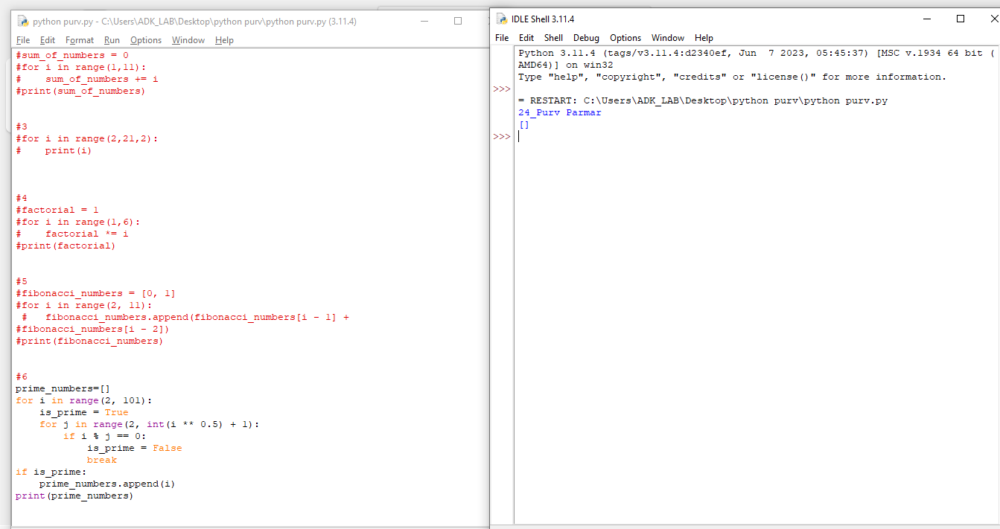 python purv.py - C:\Users\ADK_LAB\Desktop\python purv\python purv.py (3.11.4)
File Edit Format Run Options Window Help
#sum_of_numbers = 0
#for i in range(1,11):
#    sum_of_numbers += i
#print(sum_of_numbers)
#3
#for i in range(2,21,2):
#    print(i)
#4
#factorial = 1
#for i in range(1,6):
#    factorial *= i
#print(factorial)
#5
#fibonacci_numbers = [0, 1]
#for i in range(2, 11):
 #   fibonacci_numbers.append(fibonacci_numbers[i - 1] +
#fibonacci_numbers[i - 2])
#print(fibonacci_numbers)
#6
prime_numbers=[]
for i in range(2, 101):
    is_prime = True
    for j in range(2, int(i ** 0.5) + 1):
        if i % j == 0:
            is_prime = False
            break
if is_prime:
    prime_numbers.append(i)
print(prime_numbers)
IDLE Shell 3.11.4
File Edit Shell Debug Options Window Help
Python 3.11.4 (tags/v3.11.4:d2340ef, Jun  7 2023, 05:45:37) [MSC v.1934 64 bit (
AMD64)] on win32
Type "help", "copyright", "credits" or "license()" for more information.
>>>
= RESTART: C:\Users\ADK_LAB\Desktop\python purv\python purv.py
24_Purv Parmar
[]
>>>